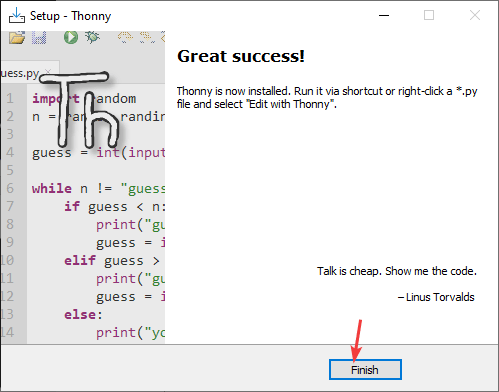 Setup - Thonny
Great success!
Thonny is now installed. Run it via shortcut or right-click a *.py
file and select "Edit with Thonny".
uess.py ×
Th
1 import random
2 n = ran randin
3
4 guess = int(input
5
6 while n != "gues
7 if guess < n:
8 print("gu
9 guess = i
10 elif guess >
11 print("gu
12 guess = i
13 else:
14 print("yo
Talk is cheap. Show me the code.
– Linus Torvalds
Finish